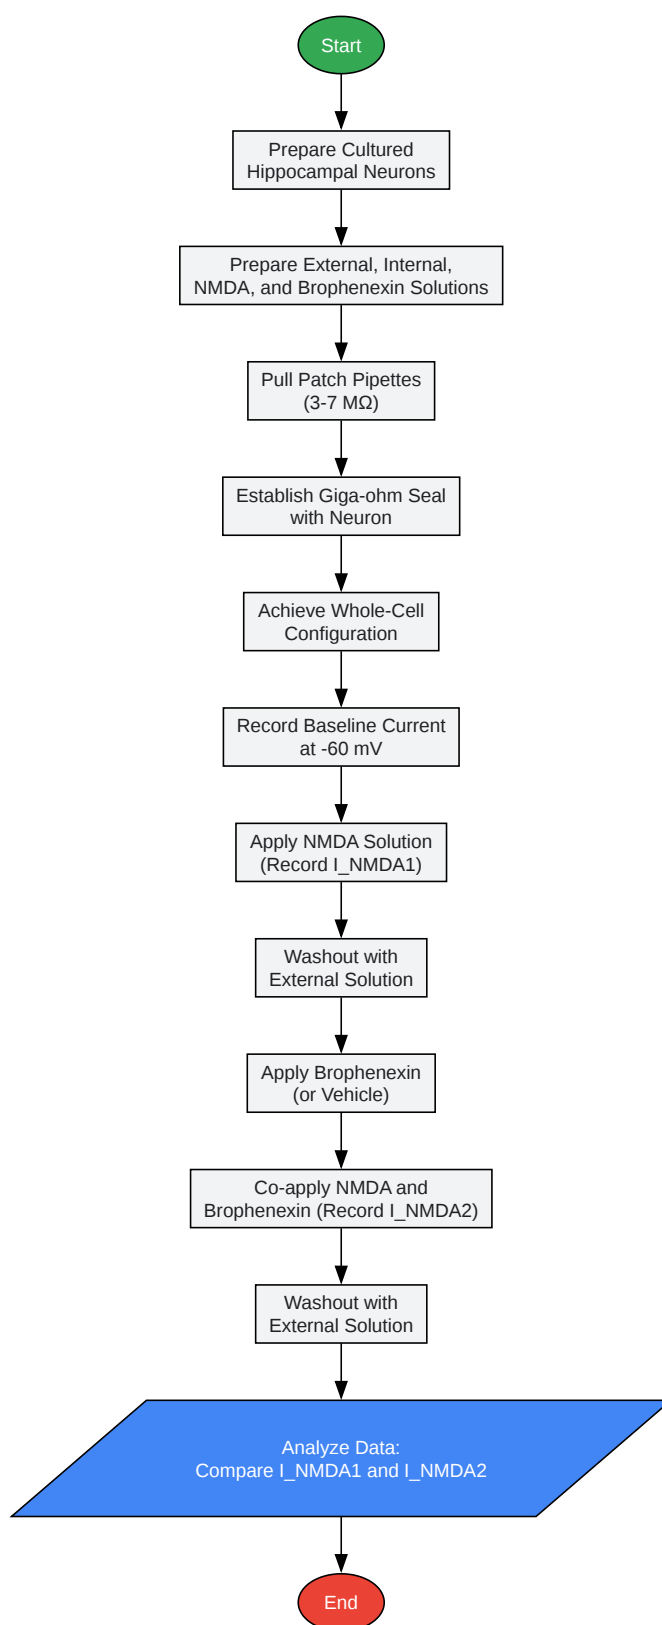 Start
Prepare Cultured
Hippocampal Neurons
Prepare External, Internal,
NMDA, and Brophenexin Solutions
Pull Patch Pipettes
(3-7 MΩ)
Establish Giga-ohm Seal
with Neuron
Achieve Whole-Cell
Configuration
Record Baseline Current
at -60 mV
Apply NMDA Solution
(Record I_NMDA1)
Washout with
External Solution
Apply Brophenexin
(or Vehicle)
Co-apply NMDA and
Brophenexin (Record I_NMDA2)
Washout with
External Solution
Analyze Data:
Compare I_NMDA1 and I_NMDA2
End